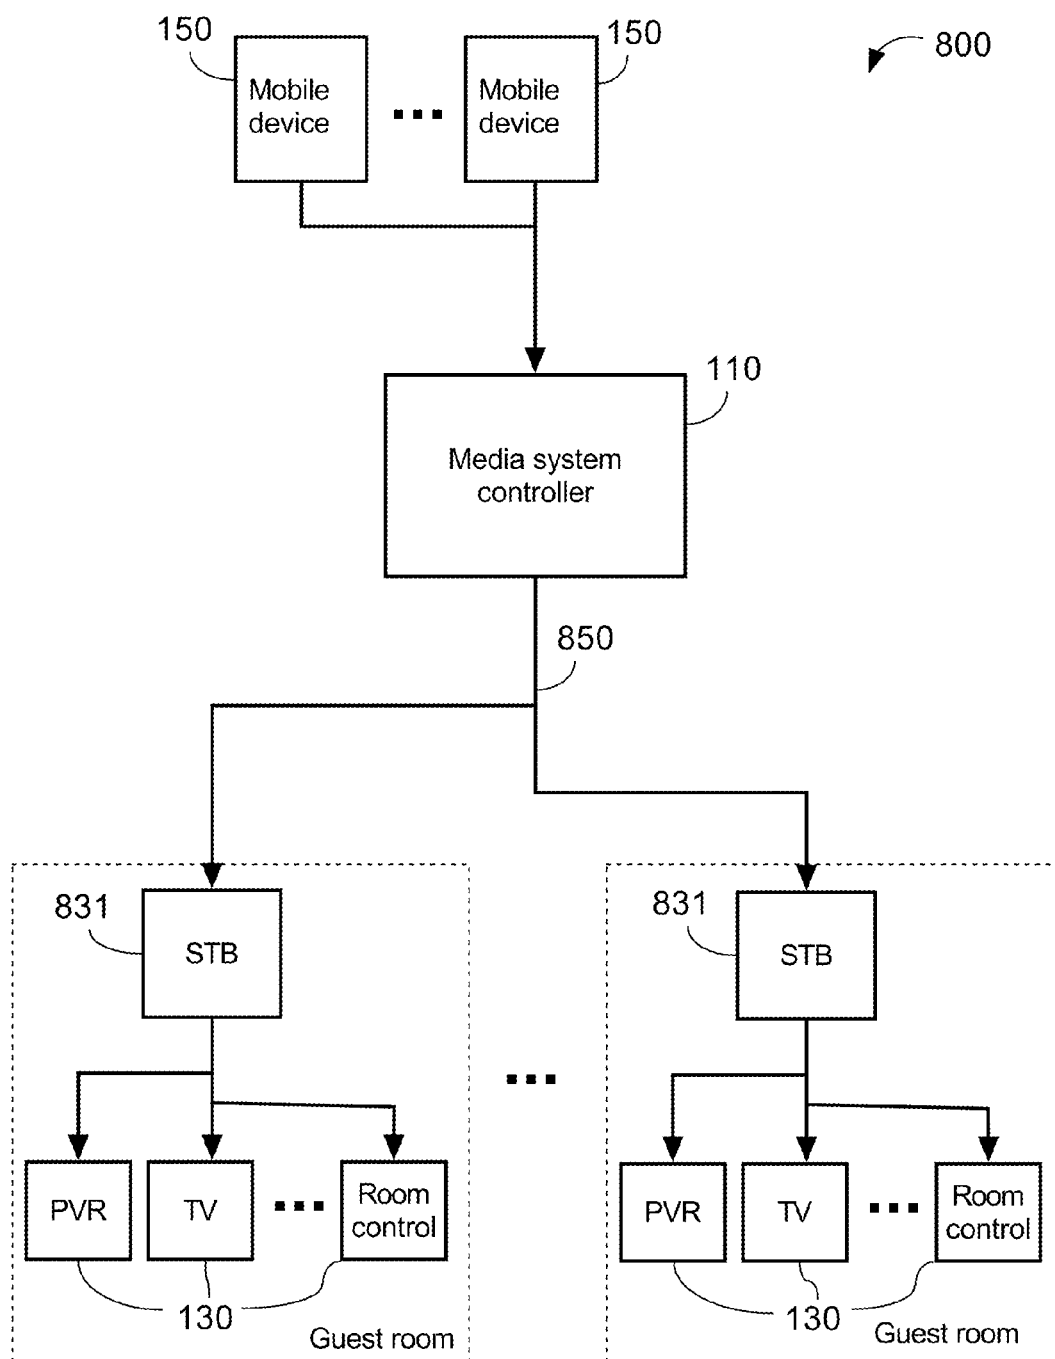 150
150
800
Mobile
device
Mobile
device
110
Media system
controller
850
831
STB
831
STB
PVR
TV
Room
control
PVR
TV
Room
control
130
Guest room
130
Guest room